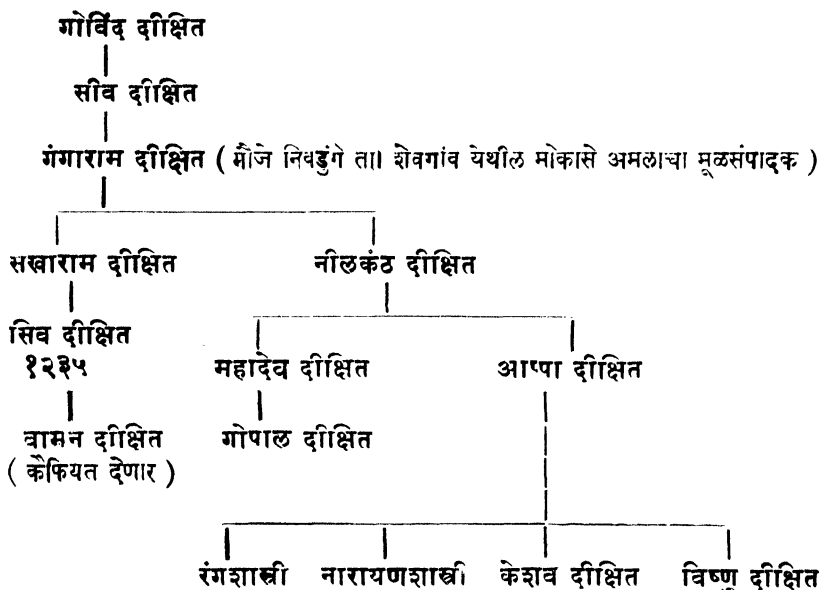 गोविंद दीक्षित
सीव दीक्षित
गंगाराम दीक्षित ( मौजे निवडुंगे ता। शेवगांव येथील मोकासे अमलाचा मूळसंपादक )
सखाराम दीक्षित नीलकंठ दीक्षित
सिव दीक्षित
१२३५ महादेव दीक्षित आप्पा दीक्षित
वामन दीक्षित गोपाल दीक्षित
( कैफियत देणार )
रंगशास्त्री नारायणशास्त्री केशव दीक्षित विष्णू दीक्षित